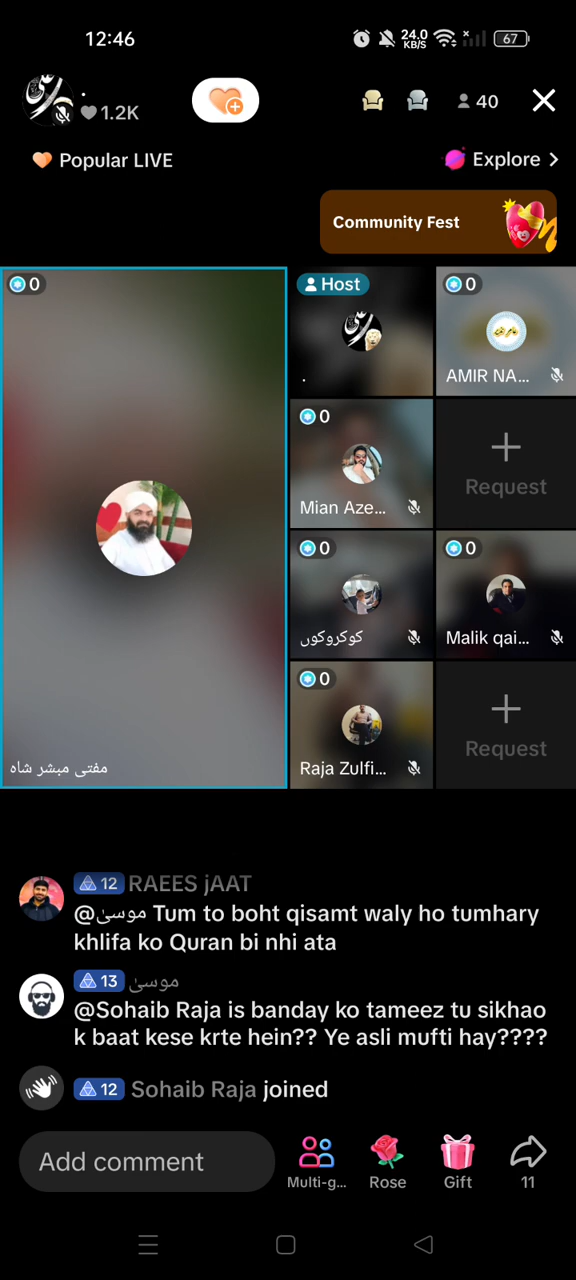 12:46
24.0
KB/S
67
.
1.2K
40
Popular LIVE
Explore
Community Fest
0
مفتی مبشر شاہ
Host
.
0
AMIR NA...
0
Mian Aze...
Request
0
کوکروکوں
0
Malik qai...
0
Raja Zulfi...
Request
12 RAEES jAAT
@موسیٰ Tum to boht qisamt waly ho tumhary
khlifa ko Quran bi nhi ata
13 موسیٰ
@Sohaib Raja is banday ko tameez tu sikhao
k baat kese krte hein?? Ye asli mufti hay????
12 Sohaib Raja joined
Add comment
Multi-g...
Rose
Gift
11